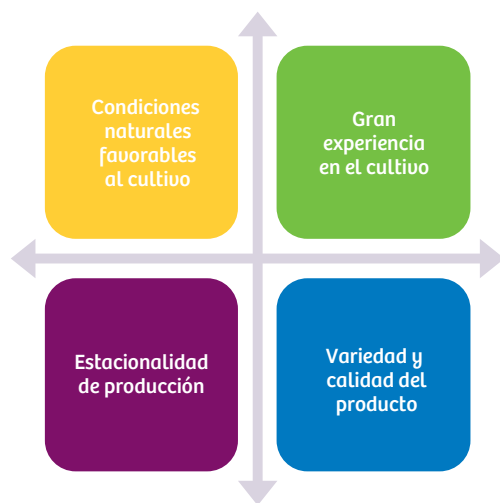 Condiciones
naturales
favorables
al cultivo
Gran
experiencia
en el cultivo
Estacionalidad
de producción
Variedad y
calidad del
producto